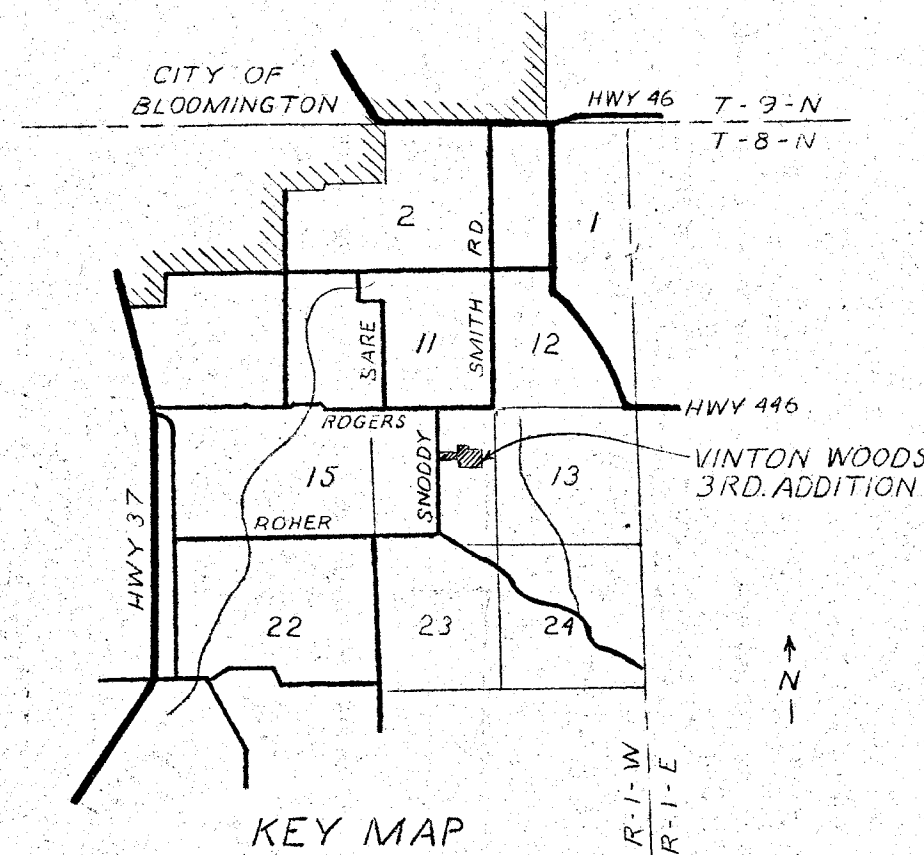 CITY OF
BLOOMINGTON
HWY 46
T-9-N
T-8-N
2
RD.
1
SARE
11
SMITH
12
HWY 446
ROGERS
SNODDY
15
13
VINTON WOODS
3RD. ADDITION
ROHER
HWY 37
22
23
24
N
R-1-W
R-1-E
KEY MAP